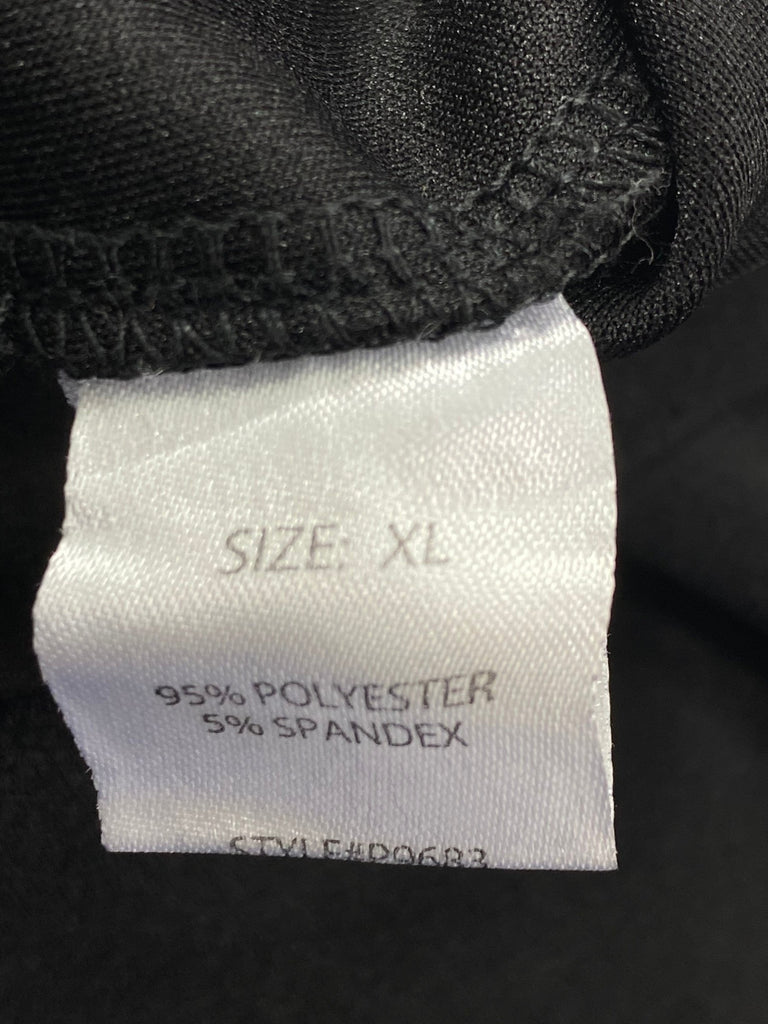 SIZE: XL
95% POLYESTER
5% SPANDEX